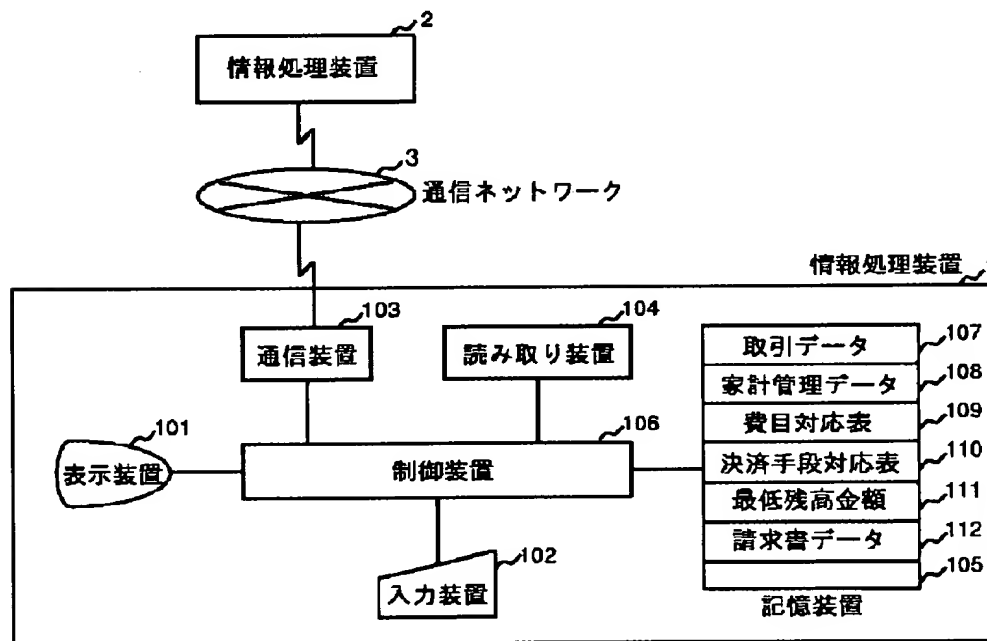 2
情報処理装置
3
通信ネットワーク
情報処理装置
103
通信装置
104
読み取り装置
取引データ 107
家計管理データ 108
費目対応表 109
決済手段対応表 110
最低残高金額 111
請求書データ 112
105
記憶装置
101
表示装置
106
制御装置
102
入力装置